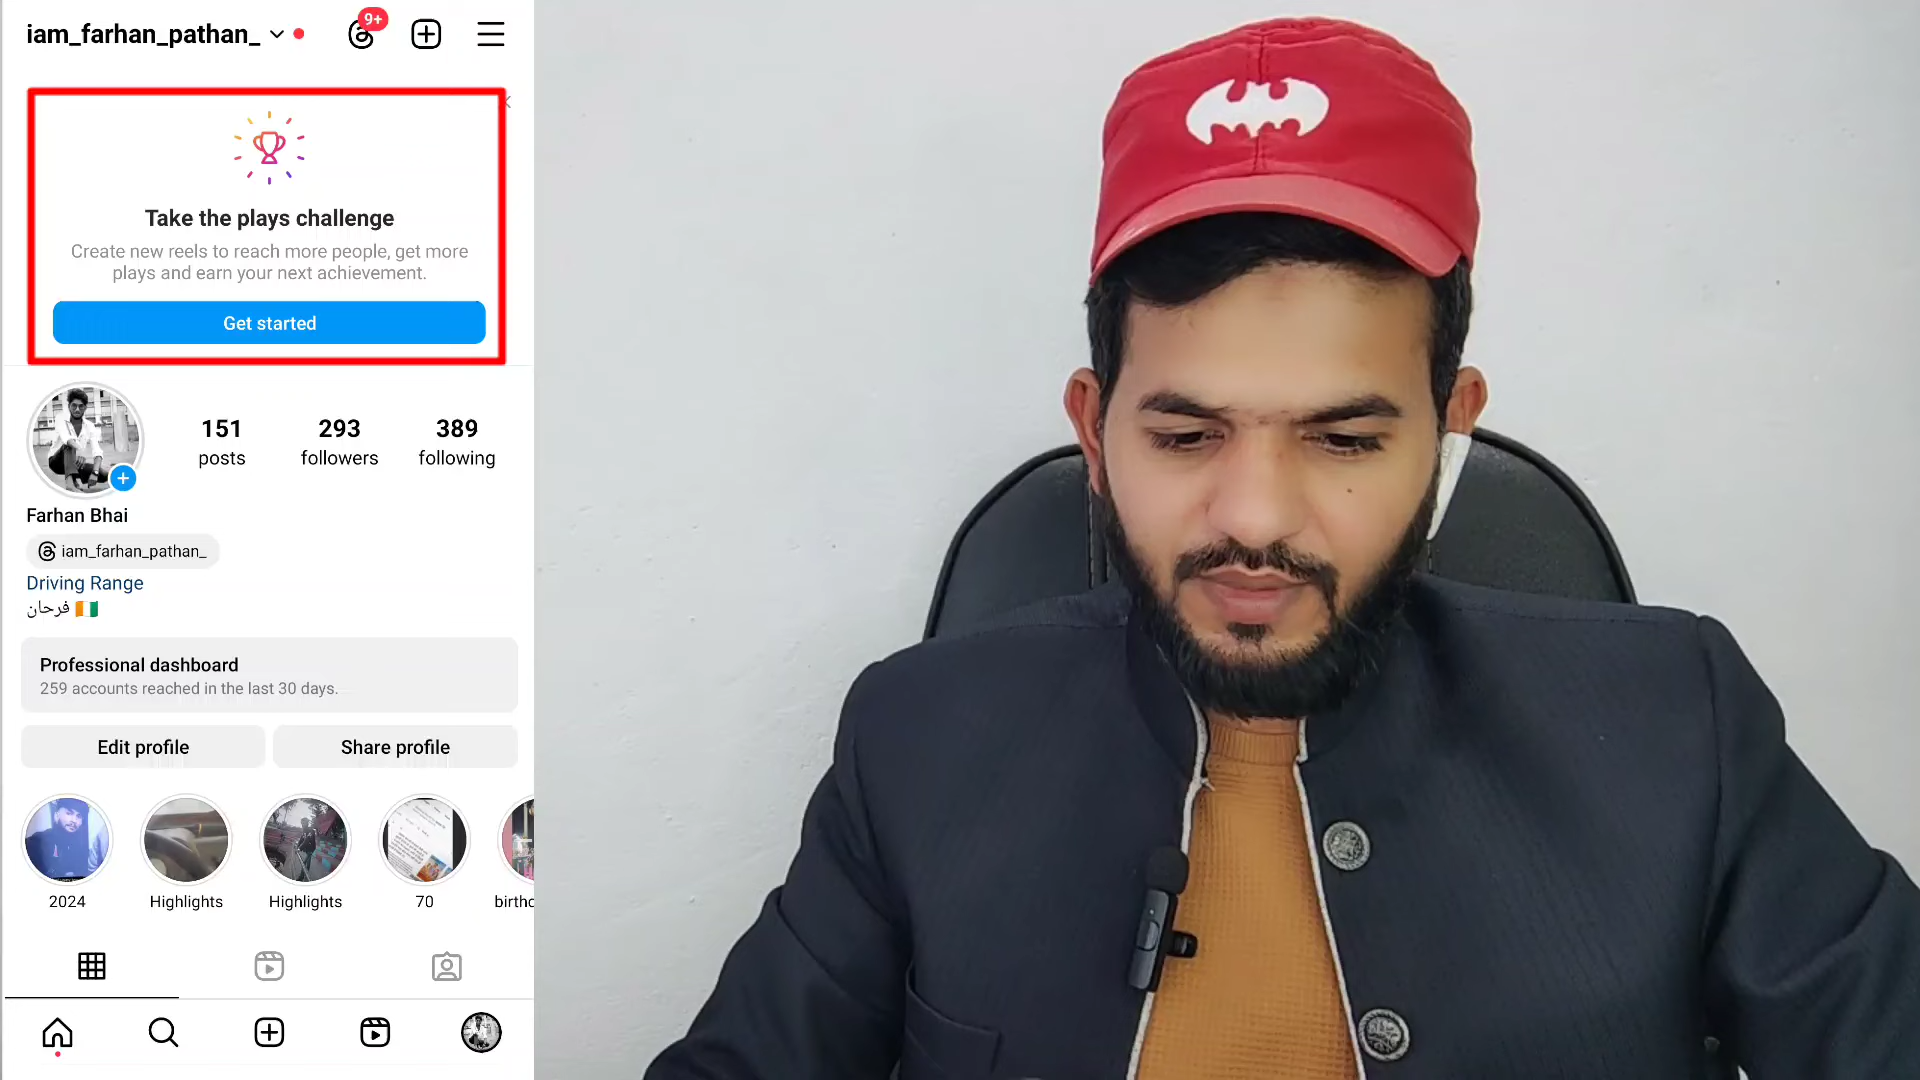 iam_farhan_pathan_
9+
Take the plays challenge
Create new reels to reach more people, get more
plays and earn your next achievement.
Get started
151 293 389
posts followers following
Farhan Bhai
iam_farhan_pathan_
Driving Range
فرحان
Professional dashboard
259 accounts reached in the last 30 days.
Edit profile Share profile
2024 Highlights Highlights 70 birthd